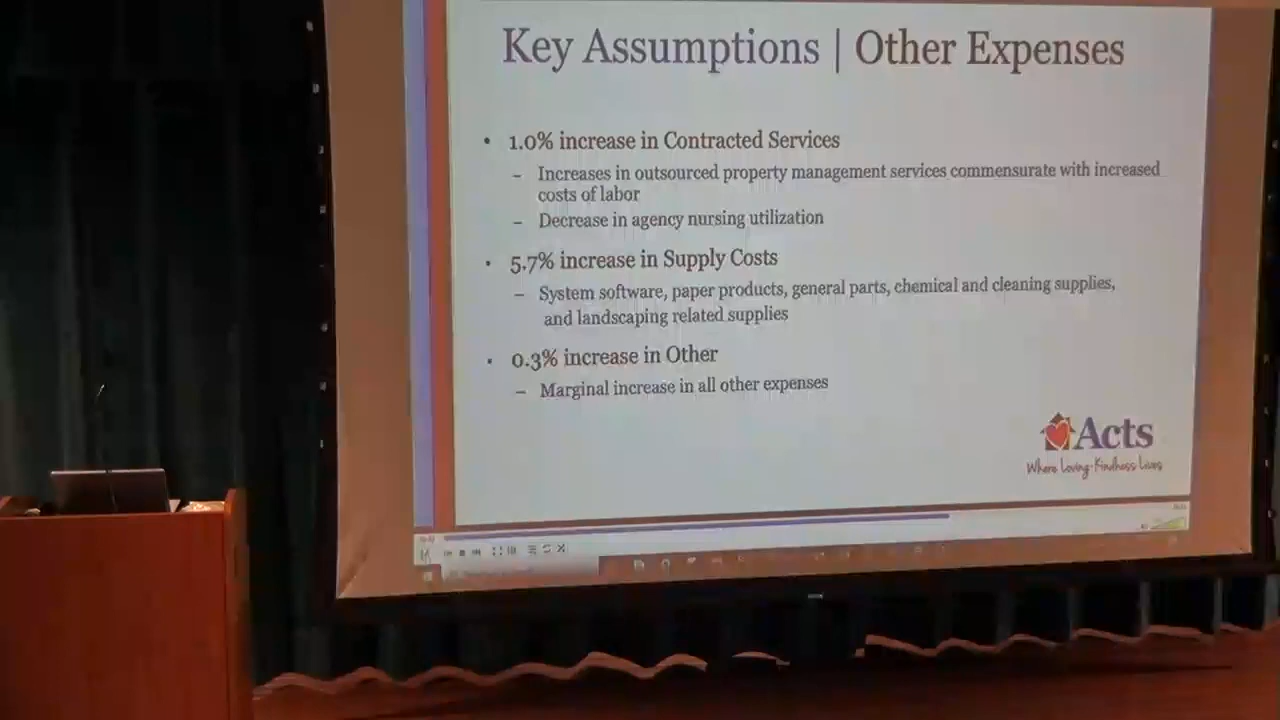 Key Assumptions | Other Expenses
• 1.0% increase in Contracted Services
– Increases in outsourced property management services commensurate with increased
costs of labor
– Decrease in agency nursing utilization
• 5.7% increase in Supply Costs
– System software, paper products, general parts, chemical and cleaning supplies,
and landscaping related supplies
• 0.3% increase in Other
– Marginal increase in all other expenses
Acts
Where Loving-Kindness Lives